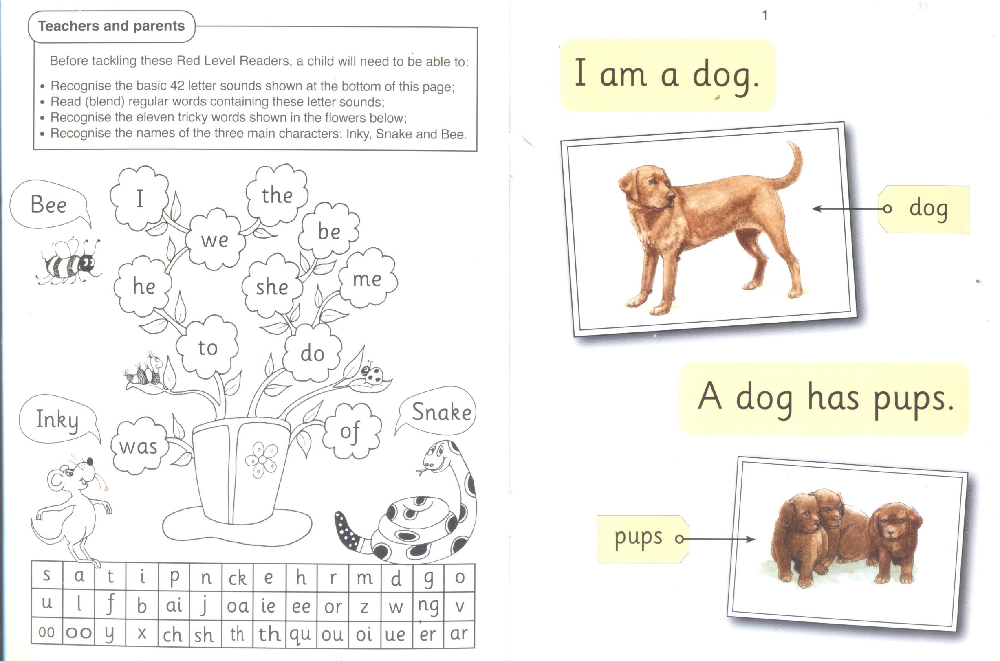 Teachers and parents
Before tackling these Red Level Readers, a child will need to be able to:
• Recognise the basic 42 letter sounds shown at the bottom of this page;
• Read (blend) regular words containing these letter sounds;
• Recognise the eleven tricky words shown in the flowers below;
• Recognise the names of the three main characters: Inky, Snake and Bee.
Bee
I
the
we
be
he
she
me
to
do
Inky
Snake
was
of
s a t i p n ck e h r m d g o
u l f b ai j oa ie ee or z w ng v
oo oo y x ch sh th th qu ou oi ue er ar
1
I am a dog.
dog
A dog has pups.
pups